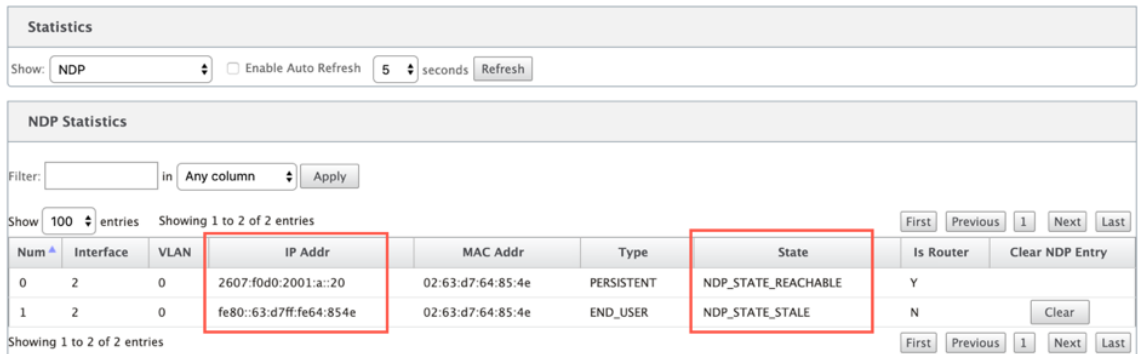 Statistics
Show: NDP Enable Auto Refresh 5 seconds Refresh
NDP Statistics
Filter: in Any column Apply
Show 100 entries Showing 1 to 2 of 2 entries First Previous 1 Next Last
Num Interface VLAN IP Addr MAC Addr Type State Is Router Clear NDP Entry
0 2 0 2607:f0d0:2001:a::20 02:63:d7:64:85:4e PERSISTENT NDP_STATE_REACHABLE Y
1 2 0 fe80::63:d7ff:fe64:854e 02:63:d7:64:85:4e END_USER NDP_STATE_STALE N Clear
Showing 1 to 2 of 2 entries First Previous 1 Next Last